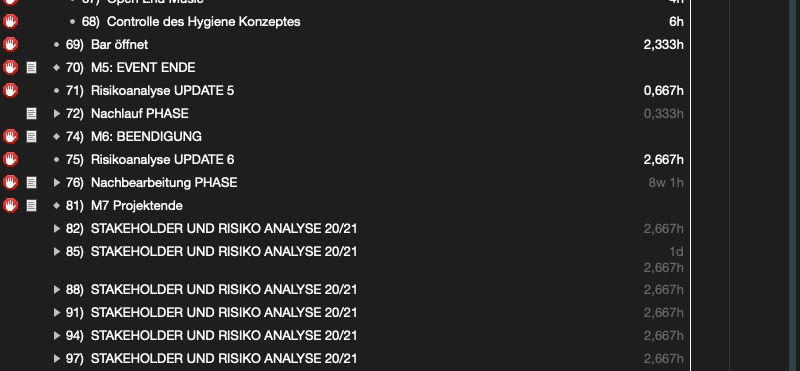 67) Open End Music 4h
68) Controlle des Hygiene Konzeptes 6h
69) Bar öffnet 2,333h
70) M5: EVENT ENDE
71) Risikoanalyse UPDATE 5 0,667h
72) Nachlauf PHASE 0,333h
74) M6: BEENDIGUNG
75) Risikoanalyse UPDATE 6 2,667h
76) Nachbearbeitung PHASE 8w 1h
81) M7 Projektende
82) STAKEHOLDER UND RISIKO ANALYSE 20/21 2,667h
85) STAKEHOLDER UND RISIKO ANALYSE 20/21 1d
2,667h
88) STAKEHOLDER UND RISIKO ANALYSE 20/21 2,667h
91) STAKEHOLDER UND RISIKO ANALYSE 20/21 2,667h
94) STAKEHOLDER UND RISIKO ANALYSE 20/21 2,667h
97) STAKEHOLDER UND RISIKO ANALYSE 20/21 2,667h